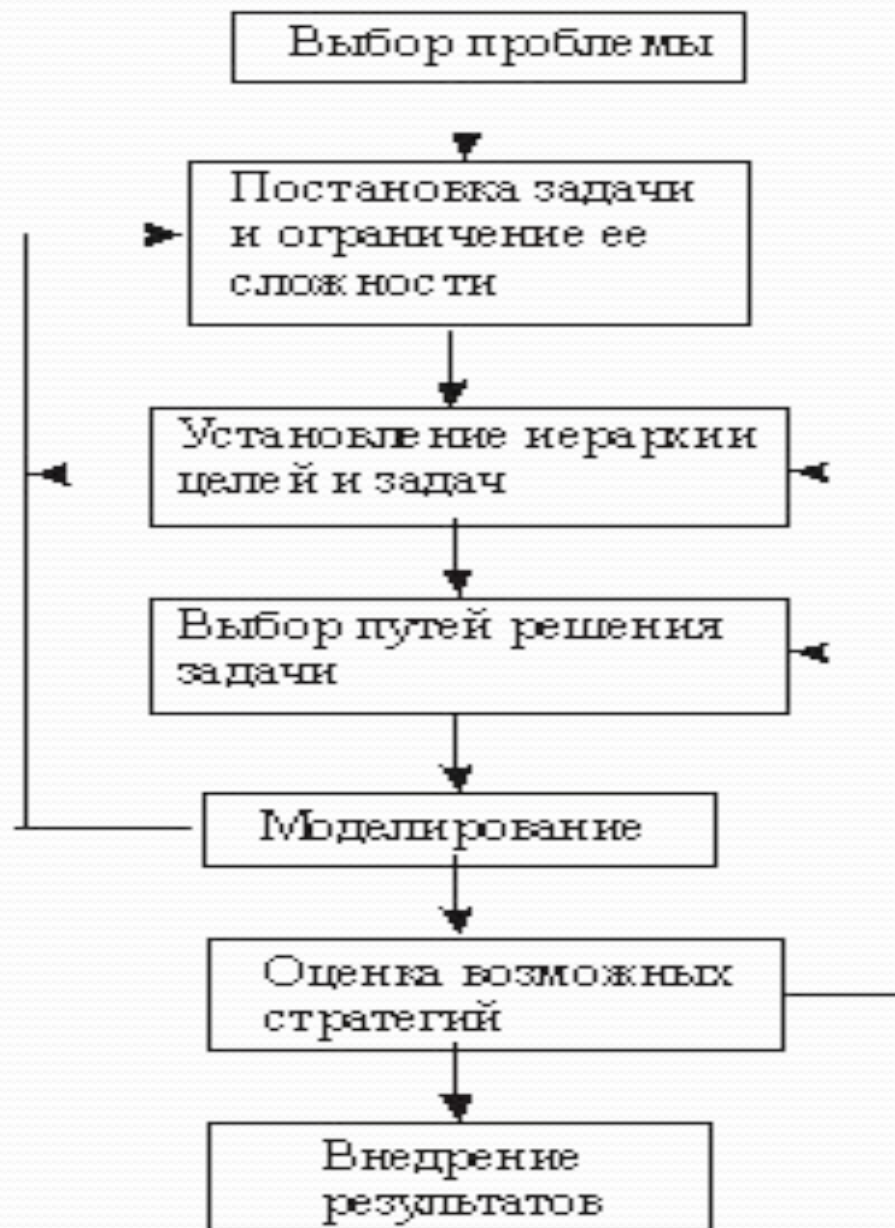 Выбор проблемы
Постановка задачи
и ограничение ее
сложности
Установление иерархии
целей и задач
Выбор путей решения
задачи
Моделирование
Оценка возможных
стратегий
Внедрение
результатов